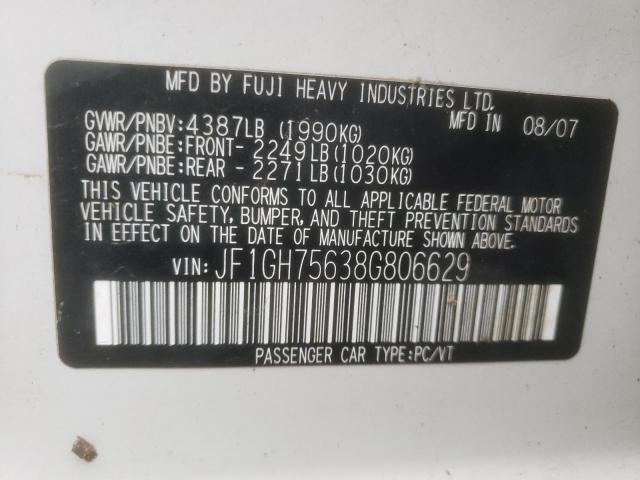 MFD BY FUJI HEAVY INDUSTRIES LTD.
GVWR/PNBV:4387LB (1990KG) MFD IN 08/07
GAWR/PNBE:FRONT- 2249LB(1020KG)
GAWR/PNBE:REAR - 2271LB(1030KG)
THIS VEHICLE CONFORMS TO ALL APPLICABLE FEDERAL MOTOR
VEHICLE SAFETY, BUMPER, AND THEFT PREVENTION STANDARDS
IN EFFECT ON THE DATE OF MANUFACTURE SHOWN ABOVE.
VIN: JF1GH75638G806629
PASSENGER CAR TYPE:PC/VT